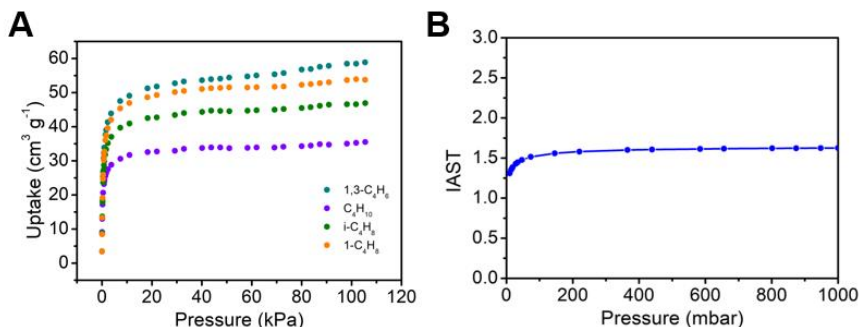 A
Uptake (cm³ g⁻¹)
60
50
40
30
20
10
0
1,3-C₄H₆
C₄H₁₀
i-C₄H₈
1-C₄H₈
0 20 40 60 80 100 120
Pressure (kPa)
B
IAST
3.0
2.5
2.0
1.5
1.0
0.5
0.0
0 200 400 600 800 1000
Pressure (mbar)